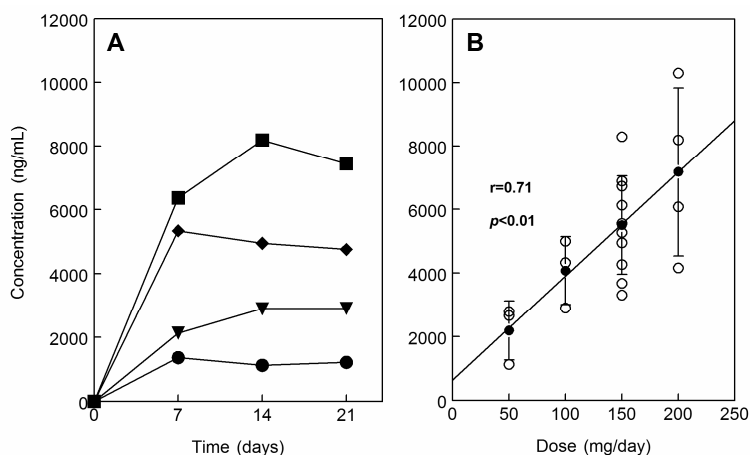 A
B
12000
10000
8000
6000
4000
2000
0
Concentration (ng/mL)
0 7 14 21
Time (days)
12000
10000
8000
6000
4000
2000
0
r=0.71
p<0.01
0 50 100 150 200 250
Dose (mg/day)